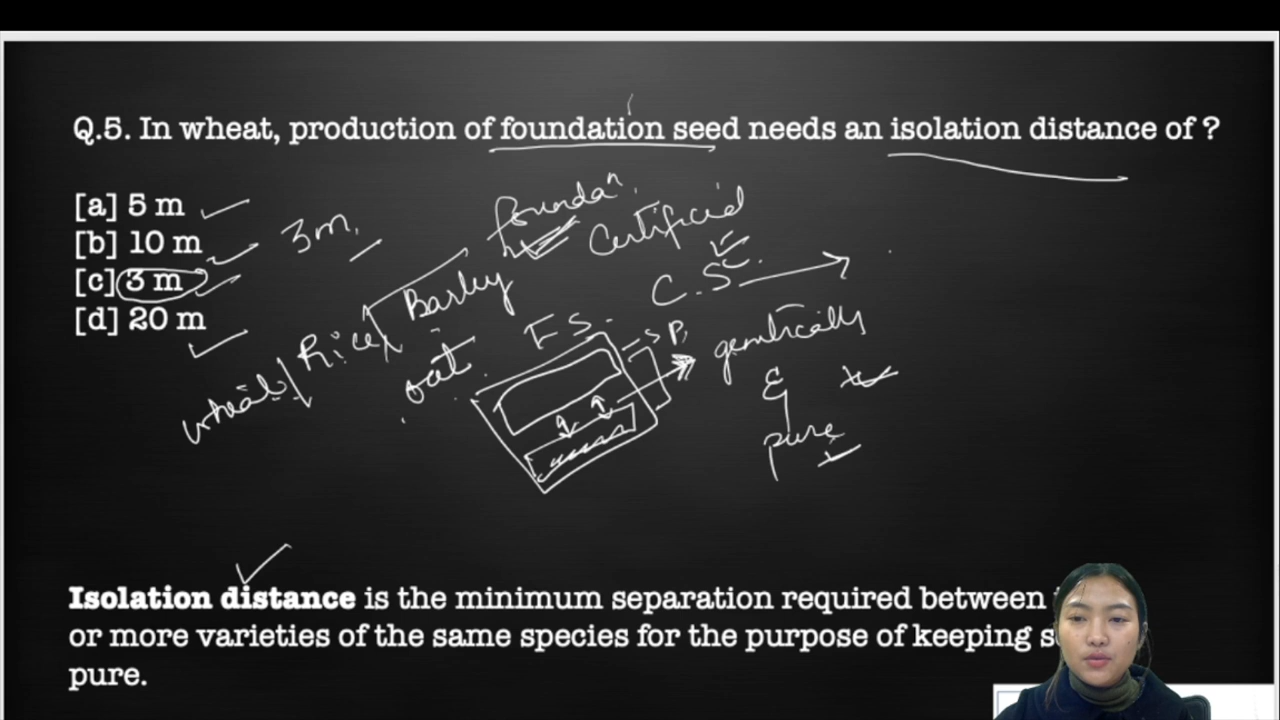 Q.5. In wheat, production of foundation seed needs an isolation distance of ?
[a] 5 m
[b] 10 m
[c] 3 m
[d] 20 m
3m.
foundaⁿ.
Certified
wheat/Rice,
Barley
oat.
F S.
C.S.
genetically
&
pure
Isolation distance is the minimum separation required between
or more varieties of the same species for the purpose of keeping
pure.